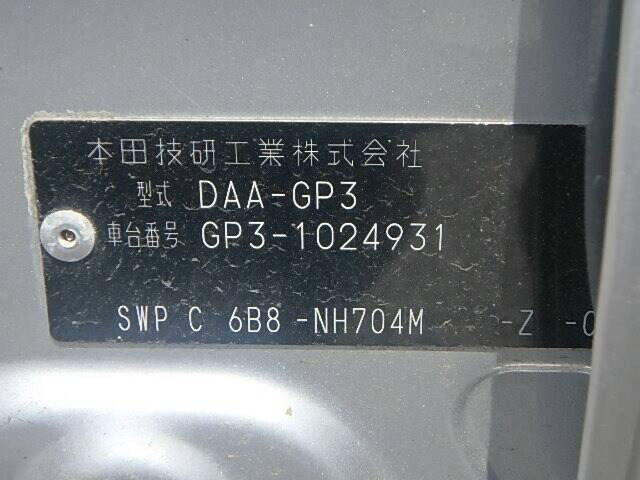 本田技研工業株式会社
型式 DAA-GP3
車台番号 GP3-1024931
SWP C 6B8 -NH704M -Z -